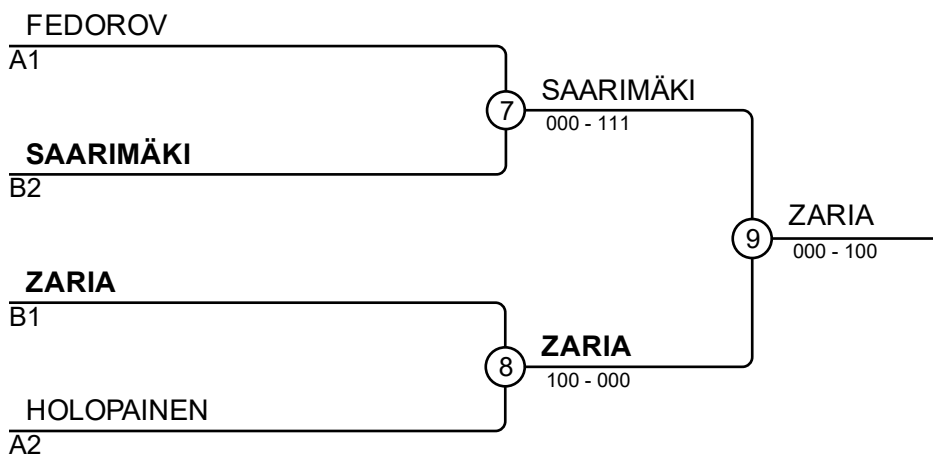 FEDOROV
A1
7
SAARIMÄKI
000 - 111
SAARIMÄKI
B2
9
ZARIA
000 - 100
ZARIA
B1
8
ZARIA
100 - 000
HOLOPAINEN
A2